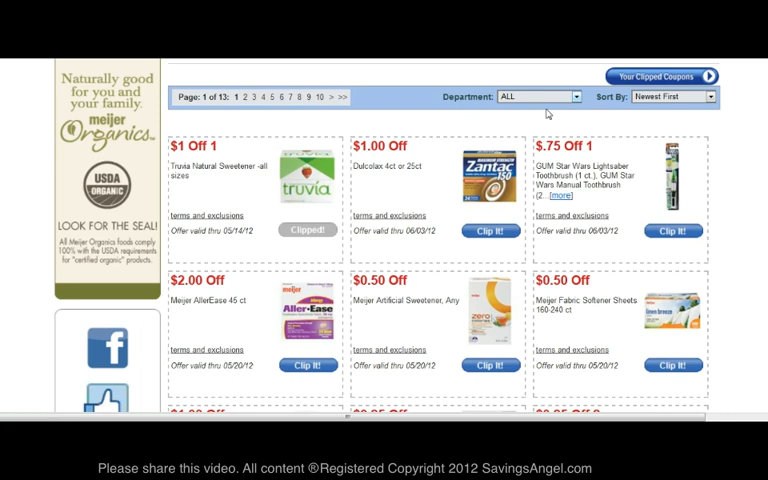 Naturally good
for you and
your family.
meijer
Organics
USDA
ORGANIC
LOOK FOR THE SEAL!
All Meijer Organics foods comply
100% with the USDA requirements
for "certified organic" products.
Your Clipped Coupons
Page: 1 of 13: 1 2 3 4 5 6 7 8 9 10 > >>
Department: ALL
Sort By: Newest First
$1 Off 1
Truvia Natural Sweetener -all
sizes
truvia
terms and exclusions
Offer valid thru 05/14/12
Clipped!
$1.00 Off
Dulcolax 4ct or 25ct
Zantac
150
terms and exclusions
Offer valid thru 06/03/12
Clip It!
$.75 Off 1
GUM Star Wars Lightsaber
Toothbrush (1 ct.), GUM Star
Wars Manual Toothbrush
(2...[more]
terms and exclusions
Offer valid thru 06/03/12
Clip It!
$2.00 Off
Meijer AllerEase 45 ct
meijer
Aller-Ease
terms and exclusions
Offer valid thru 05/20/12
Clip It!
$0.50 Off
Meijer Artificial Sweetener, Any
zero
terms and exclusions
Offer valid thru 05/20/12
Clip It!
$0.50 Off
Meijer Fabric Softener Sheets
160-240 ct
linen breeze
terms and exclusions
Offer valid thru 05/20/12
Clip It!
Please share this video. All content ®Registered Copyright 2012 SavingsAngel.com